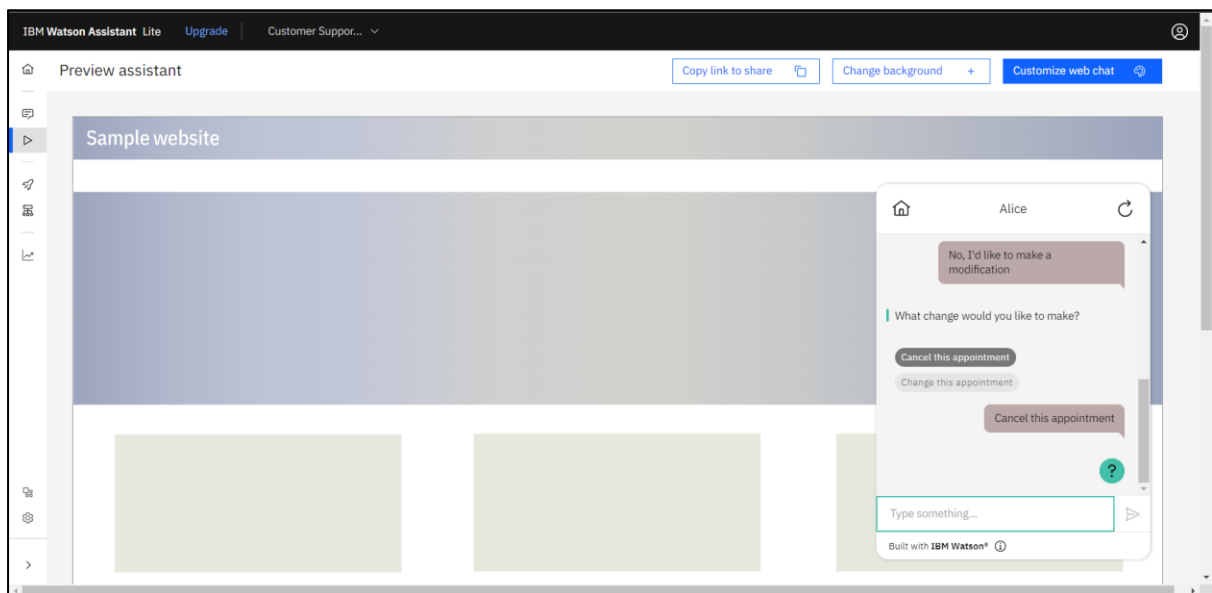 IBM Watson Assistant Lite Upgrade Customer Suppor...
Preview assistant
Copy link to share
Change background +
Customize web chat
Sample website
Alice
No, I'd like to make a
modification
What change would you like to make?
Cancel this appointment
Change this appointment
Cancel this appointment
?
Type something...
Built with IBM Watson®